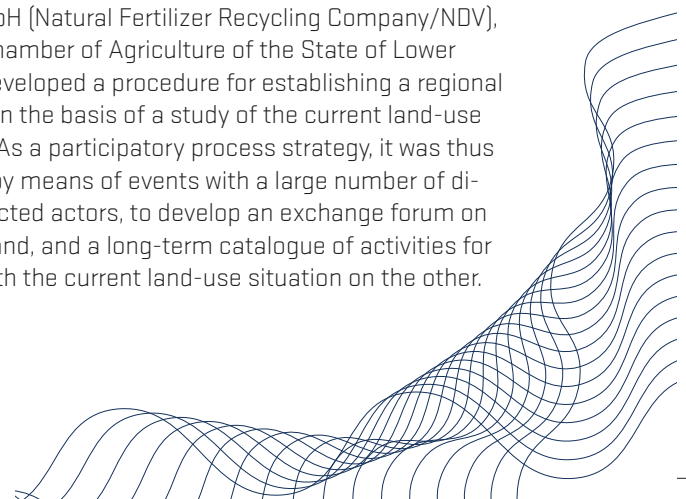 bH (Natural Fertilizer Recycling Company/NDV),
hamber of Agriculture of the State of Lower
eveloped a procedure for establishing a regional
n the basis of a study of the current land-use
As a participatory process strategy, it was thus
by means of events with a large number of di-
cted actors, to develop an exchange forum on
and, and a long-term catalogue of activities for
th the current land-use situation on the other.